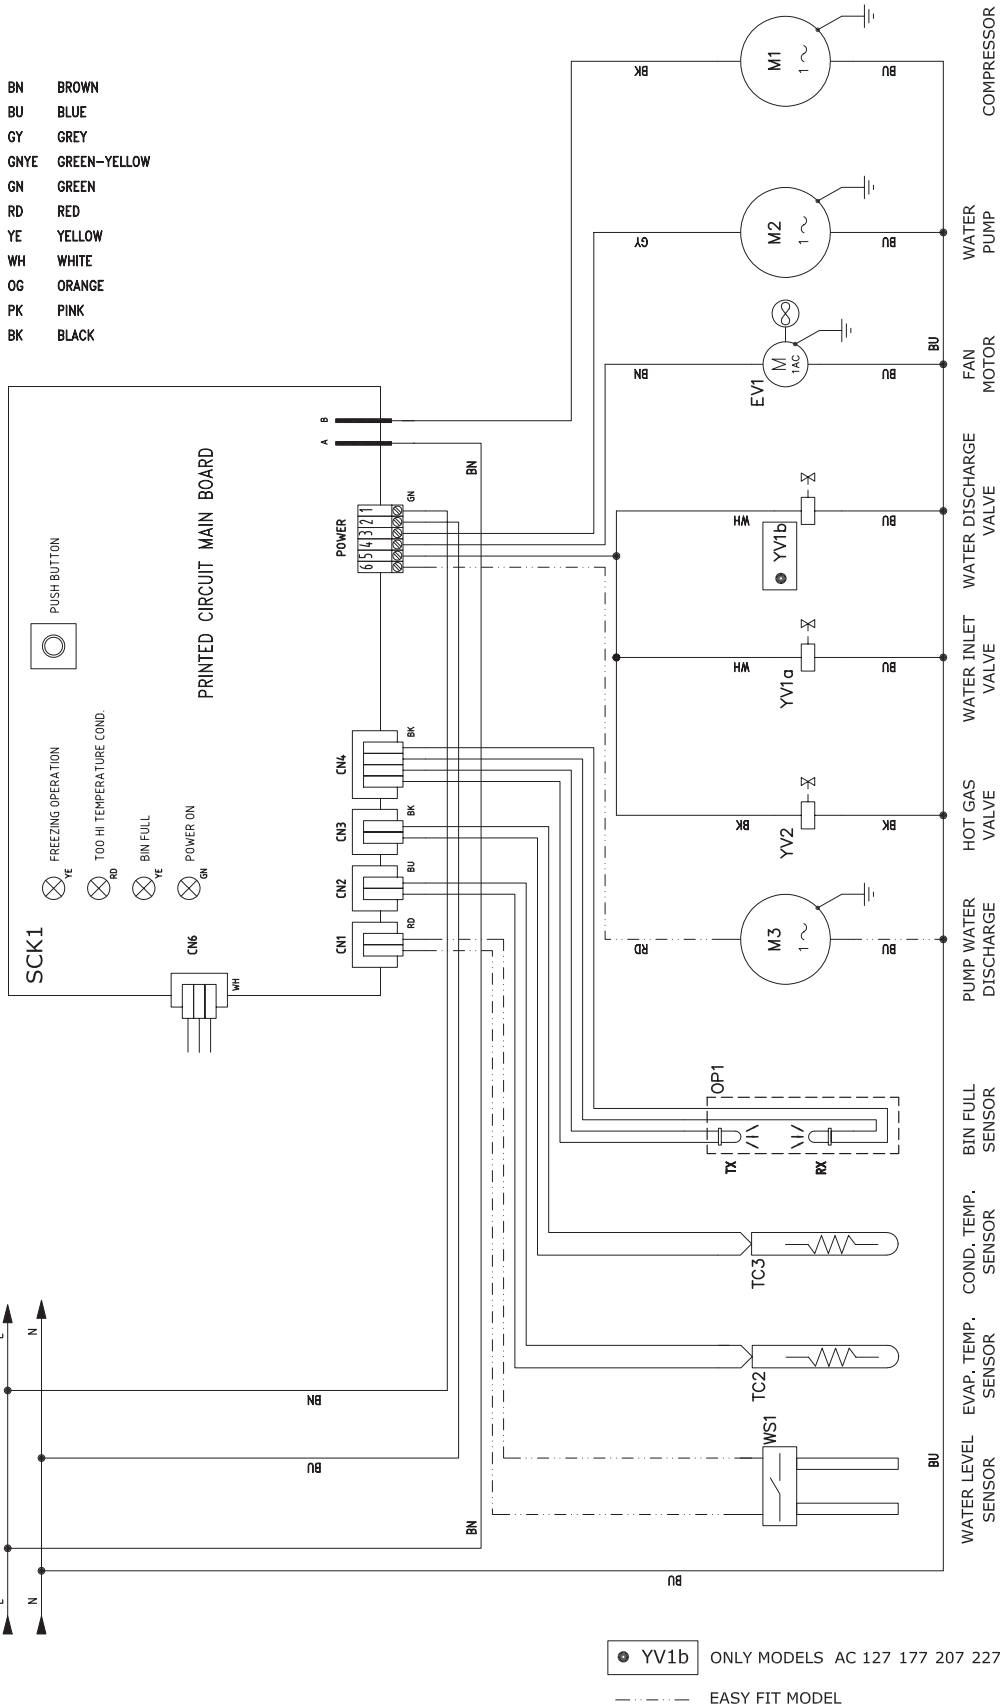 BN BROWN
BU BLUE
GY GREY
GNYE GREEN-YELLOW
GN GREEN
RD RED
YE YELLOW
WH WHITE
OG ORANGE
PK PINK
BK BLACK
SCK1
PRINTED CIRCUIT MAIN BOARD
PUSH BUTTON
FREEZING OPERATION
YE
TOO HI TEMPERATURE COND.
RD
BIN FULL
YE
POWER ON
GN
CN6
WH
A
B
POWER
6 5 4 3 2 1
GN
CN4
BK
CN3
BK
CN2
BU
CN1
RD
BN
BK
M1
1~
BU
COMPRESSOR
GY
M2
1~
BU
WATER
PUMP
BN
EV1
M
1AC
BU
BU
FAN
MOTOR
WH
YV1b
BU
WATER DISCHARGE
VALVE
WH
YV1a
BU
WATER INLET
VALVE
BK
YV2
BK
HOT GAS
VALVE
RD
M3
1~
BU
PUMP WATER
DISCHARGE
OP1
TX
RX
BIN FULL
SENSOR
TC3
COND. TEMP.
SENSOR
TC2
EVAP. TEMP.
SENSOR
WS1
WATER LEVEL
SENSOR
BU
N
N
BN
BU
BN
BU
YV1b ONLY MODELS AC 127 177 207 227
EASY FIT MODEL